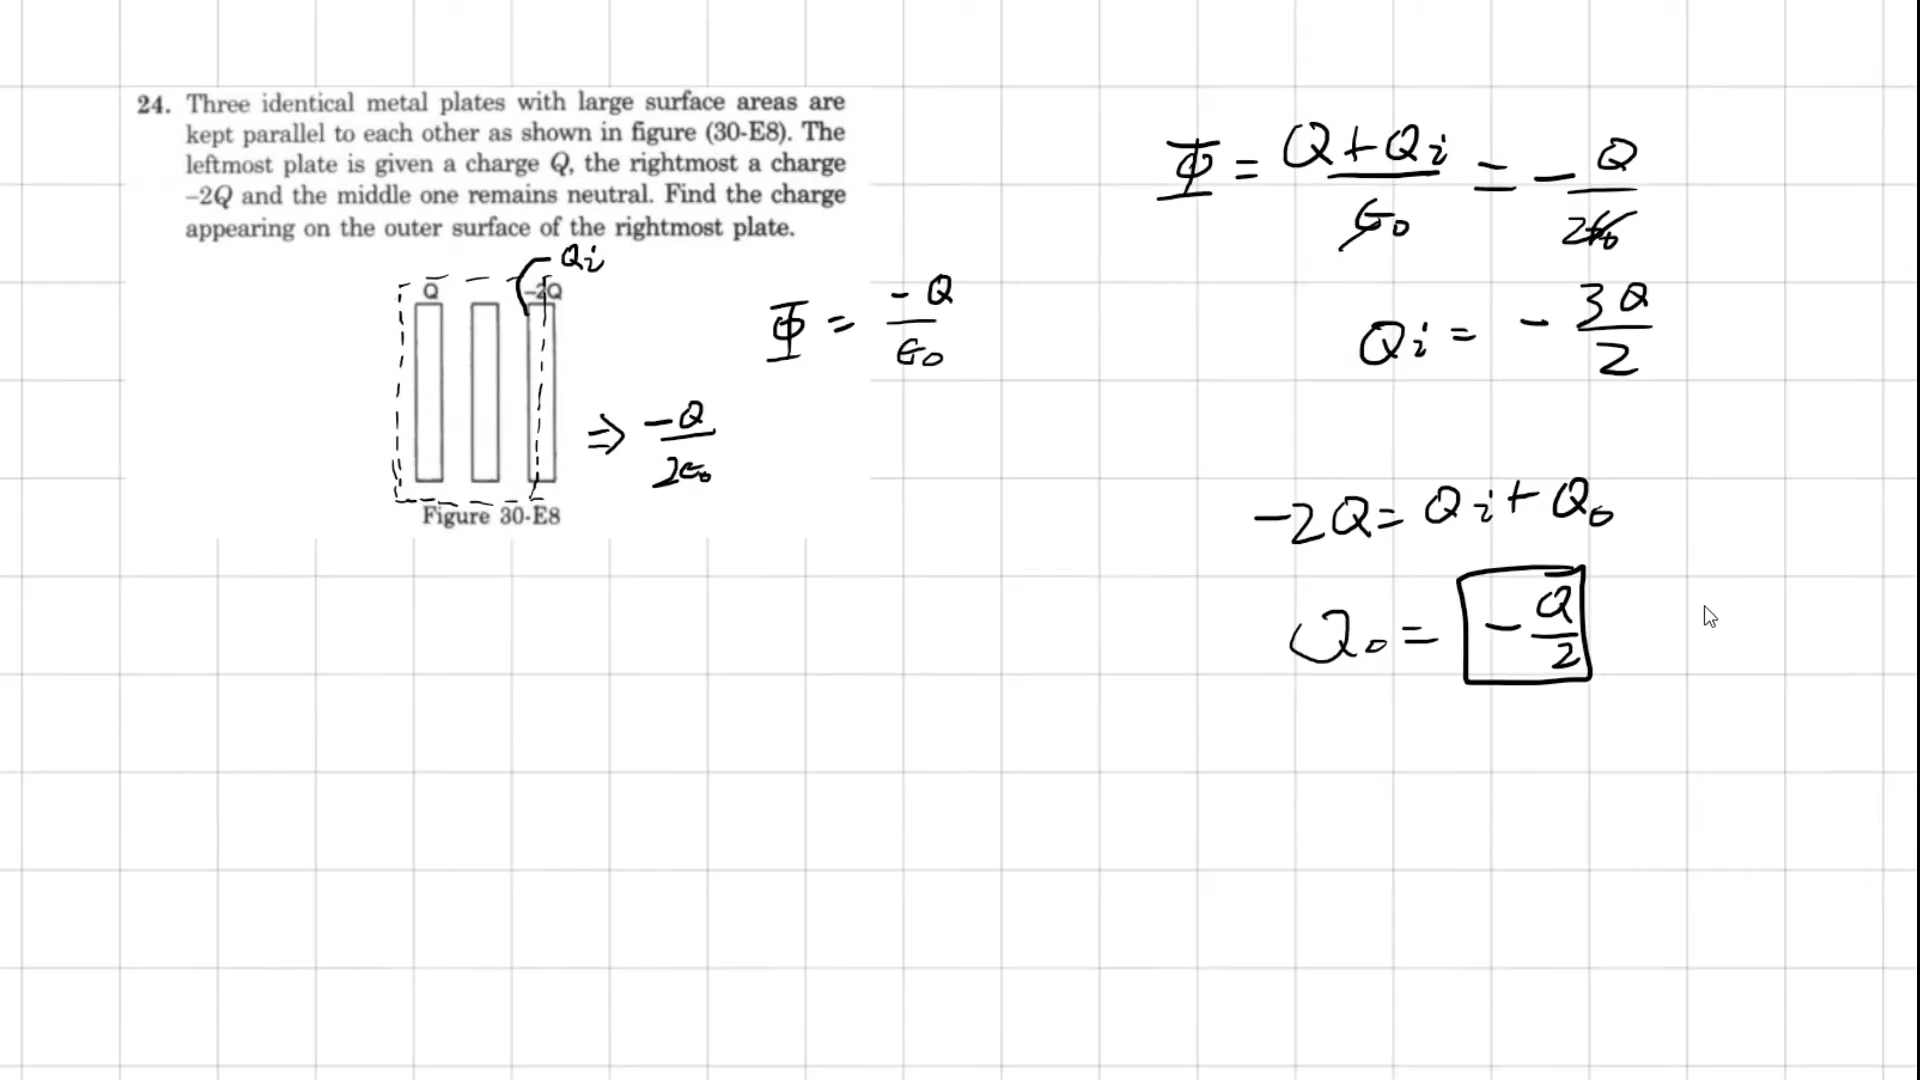 24. Three identical metal plates with large surface areas are
kept parallel to each other as shown in figure (30-E8). The
leftmost plate is given a charge Q, the rightmost a charge
–2Q and the middle one remains neutral. Find the charge
appearing on the outer surface of the rightmost plate.
Qi
Q -2Q
Figure 30-E8
Φ = -Q/ϵ0
⇒ -Q/2ϵ0
Φ = Q+Qi/ϵ0 = - Q/2ϵ0
Qi = - 3Q/2
-2Q = Qi + Q0
Q0 = - Q/2